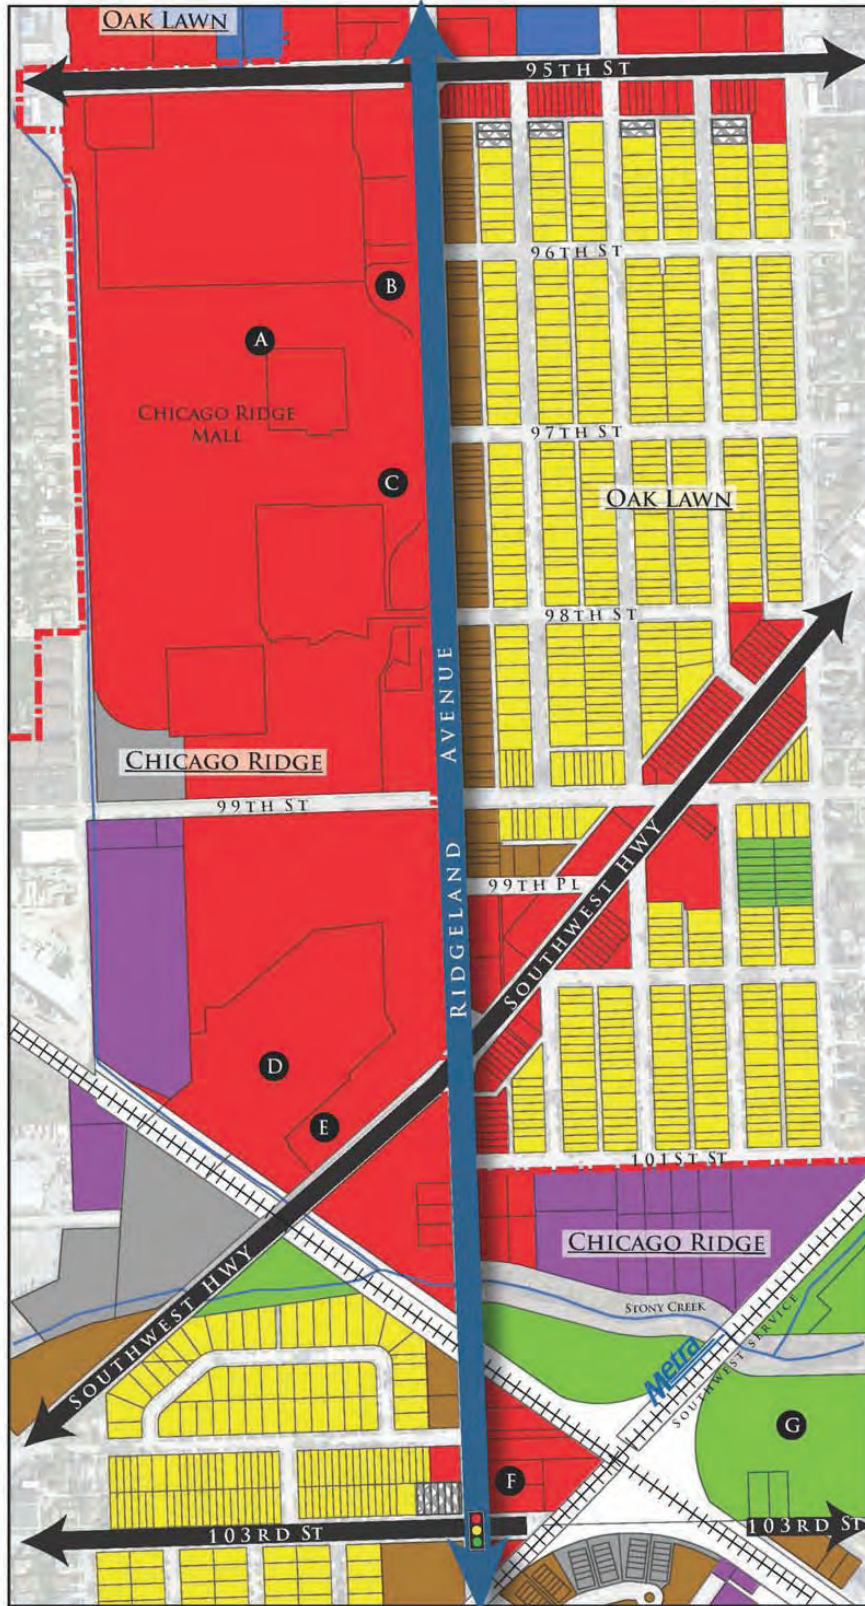 OAK LAWN
95TH ST
96TH ST
B
A
CHICAGO RIDGE
MALL
97TH ST
C
OAK LAWN
98TH ST
RIDGELAND AVENUE
CHICAGO RIDGE
99TH ST
99TH PL
SOUTHWEST HWY
D
E
101ST ST
CHICAGO RIDGE
STONY CREEK
SOUTHWEST HWY
Metra
SOUTHWEST SERVICE
G
F
103RD ST
103RD ST